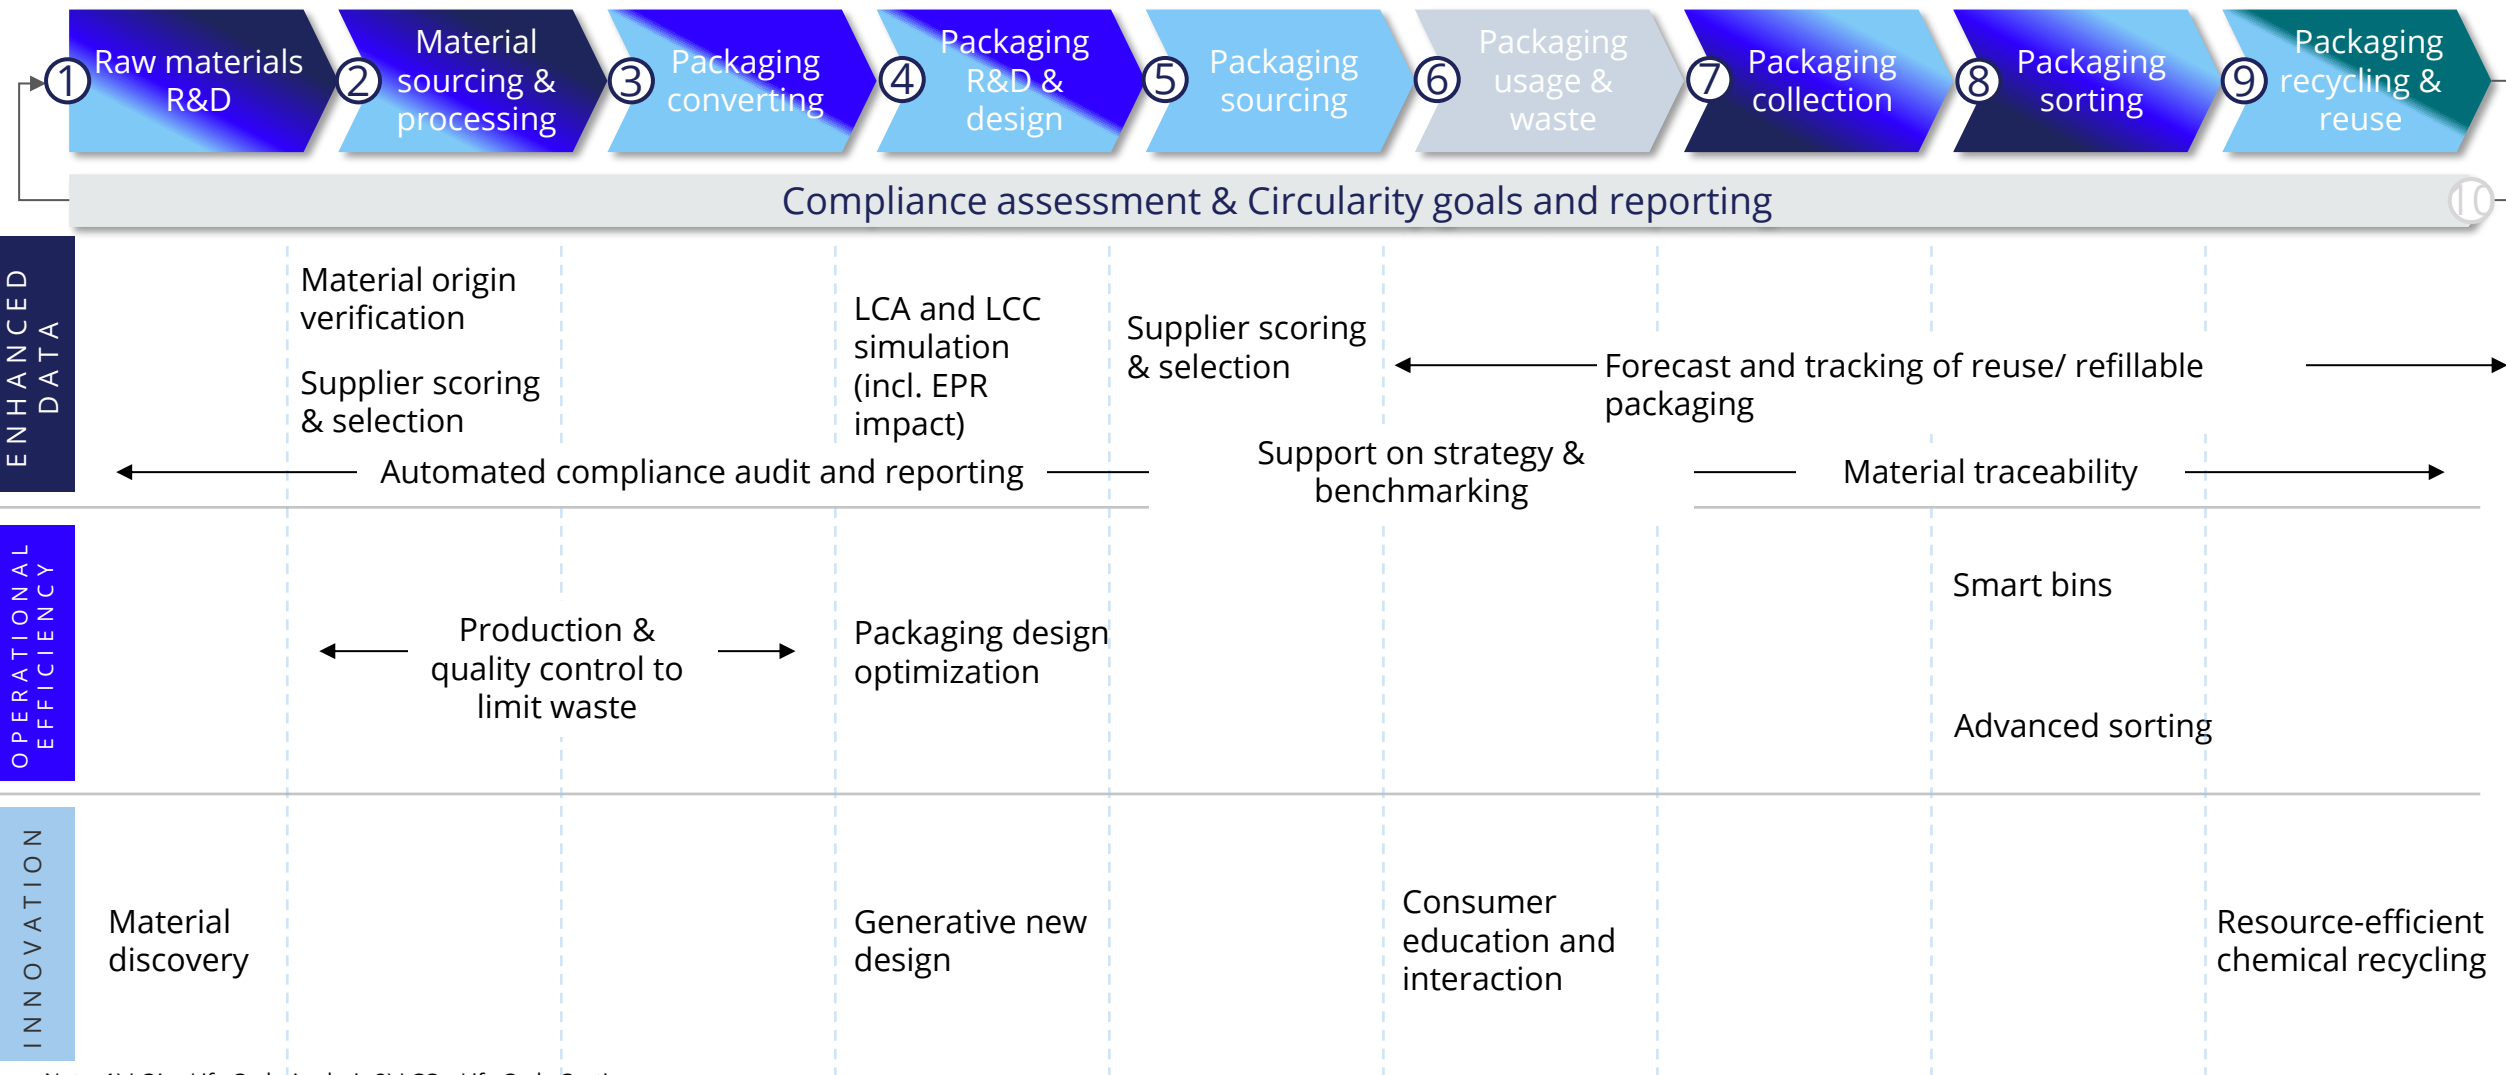 1
Raw materials
R&D
2
Material
sourcing &
processing
3
Packaging
converting
4
Packaging
R&D &
design
5
Packaging
sourcing
6
Packaging
usage &
waste
7
Packaging
collection
8
Packaging
sorting
9
Packaging
recycling &
reuse
Compliance assessment & Circularity goals and reporting
10
ENHANCED
DATA
Material origin
verification
Supplier scoring
& selection
LCA and LCC
simulation
(incl. EPR
impact)
Supplier scoring
& selection
Forecast and tracking of reuse/ refillable
packaging
Automated compliance audit and reporting
Support on strategy &
benchmarking
Material traceability
OPERATIONAL
EFFICIENCY
Production &
quality control to
limit waste
Packaging design
optimization
Smart bins
Advanced sorting
INNOVATION
Material
discovery
Generative new
design
Consumer
education and
interaction
Resource-efficient
chemical recycling